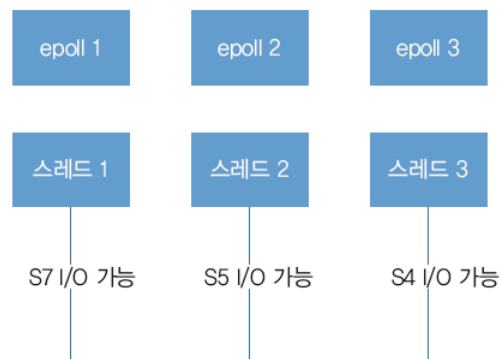 epoll 1
epoll 2
epoll 3
스레드 1
스레드 2
스레드 3
S7 I/O 가능
S5 I/O 가능
S4 I/O 가능